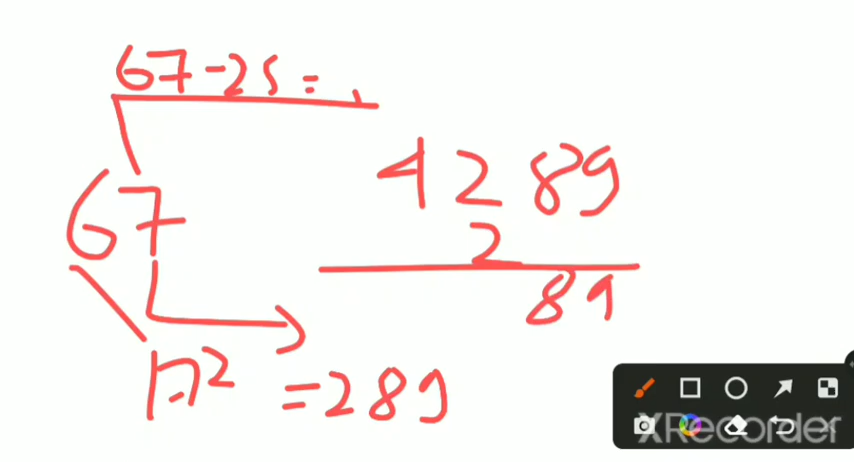 67-25=
4289
67
2
89
17² = 289
XRecorder